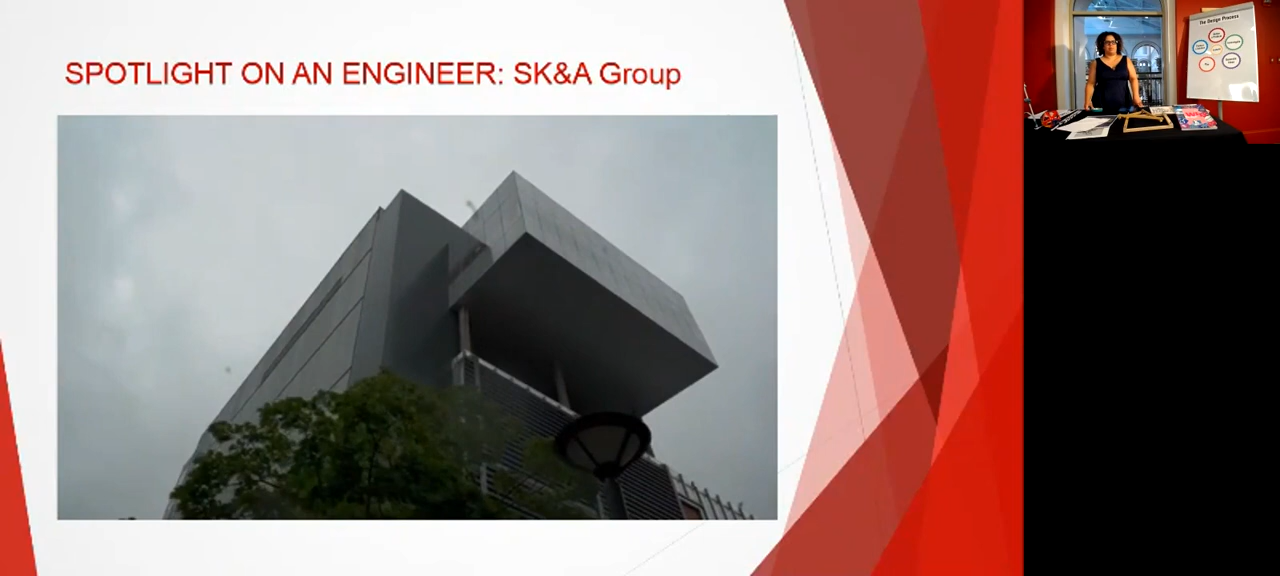 SPOTLIGHT ON AN ENGINEER: SK&A Group
The Design Process